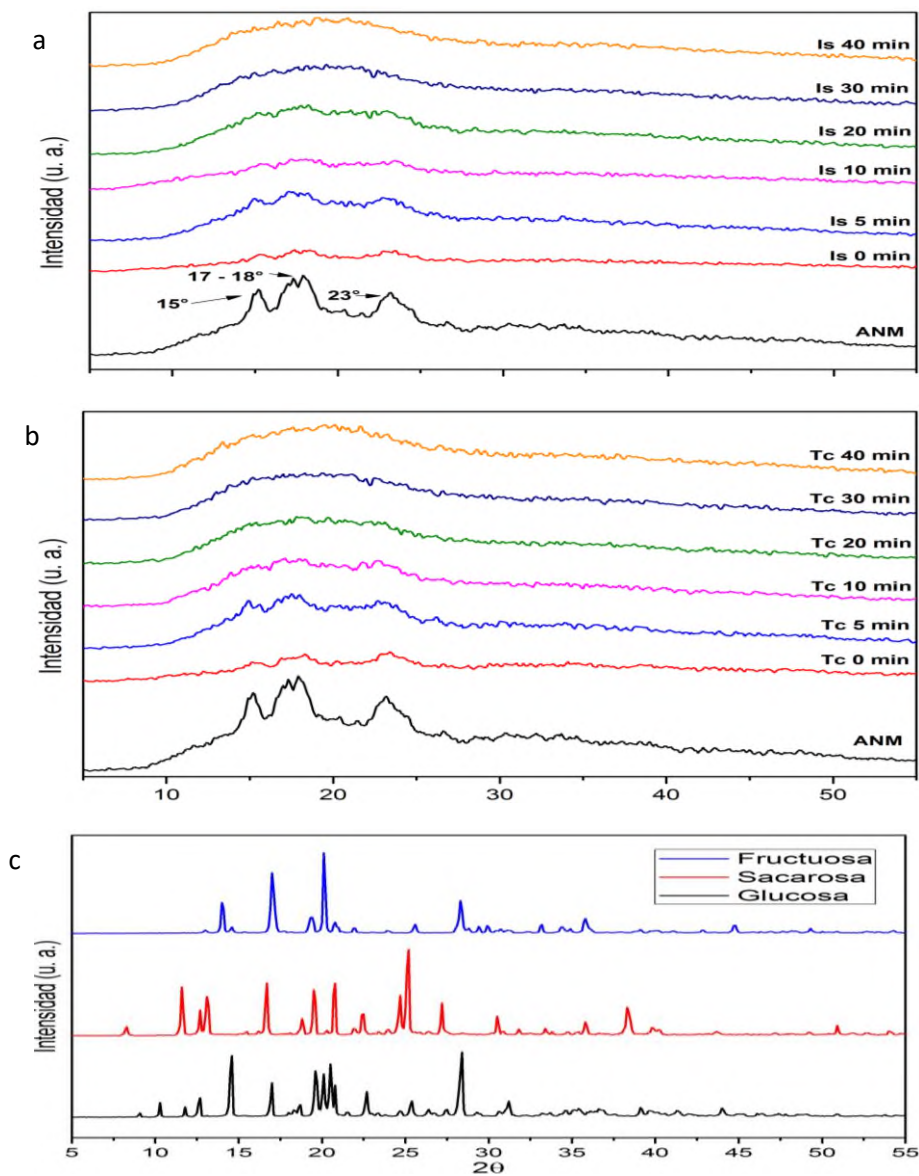 a
Intensidad (u. a.)
Is 40 min
Is 30 min
Is 20 min
Is 10 min
Is 5 min
Is 0 min
17 - 18°
15°
23°
ANM
b
Intensidad (u. a.)
Tc 40 min
Tc 30 min
Tc 20 min
Tc 10 min
Tc 5 min
Tc 0 min
ANM
10 20 30 40 50
c
Intensidad (u. a.)
Fructuosa
Sacarosa
Glucosa
5 10 15 20 25 30 35 40 45 50 55
2Θ